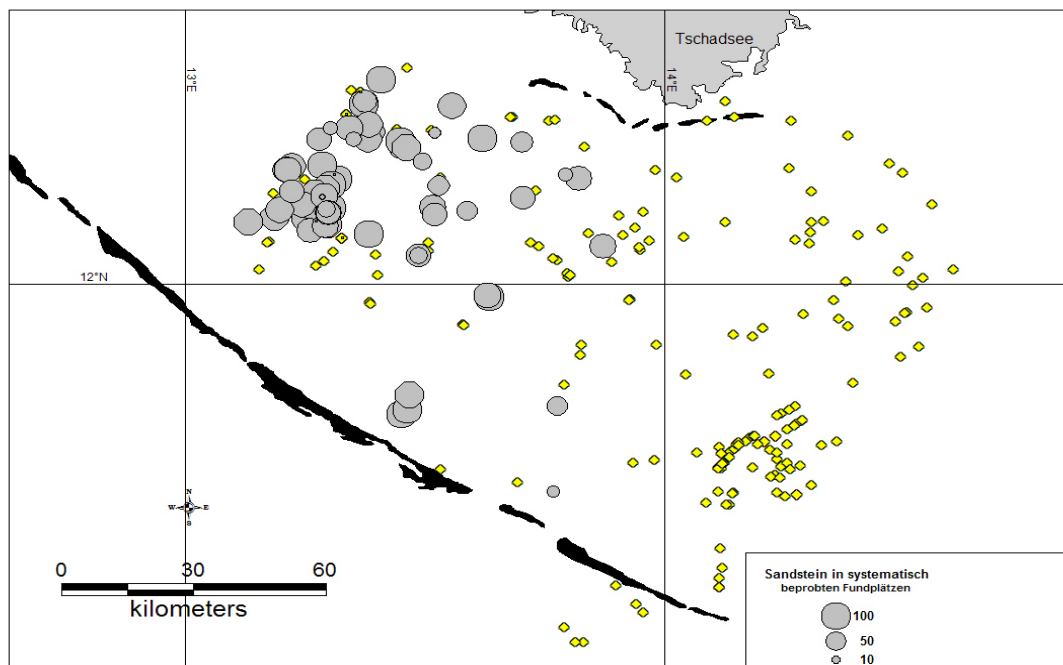 Tschadsee
13°E
14°E
12°N
N
W E
S
0 30 60
kilometers
Sandstein in systematisch
beprobten Fundplätzen
100
50
10